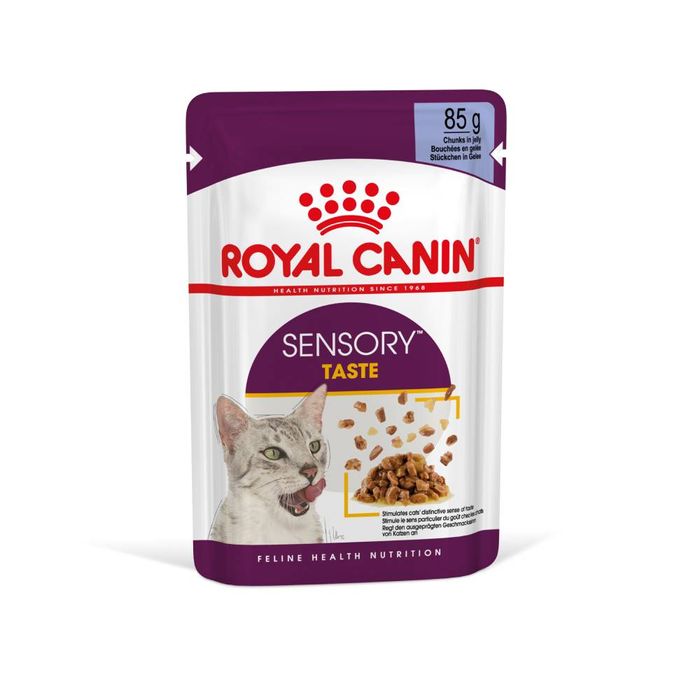 85 g
Chunks in jelly
Bouchées en gelée
Stückchen in Gelee
ROYAL CANIN®
HEALTH NUTRITION SINCE 1968
SENSORY™
TASTE
Stimulates cats' distinctive sense of taste
Stimule le sens particulier du goût chez les chats
Regt den ausgeprägten Geschmackssinn
von Katzen an
FELINE HEALTH NUTRITION